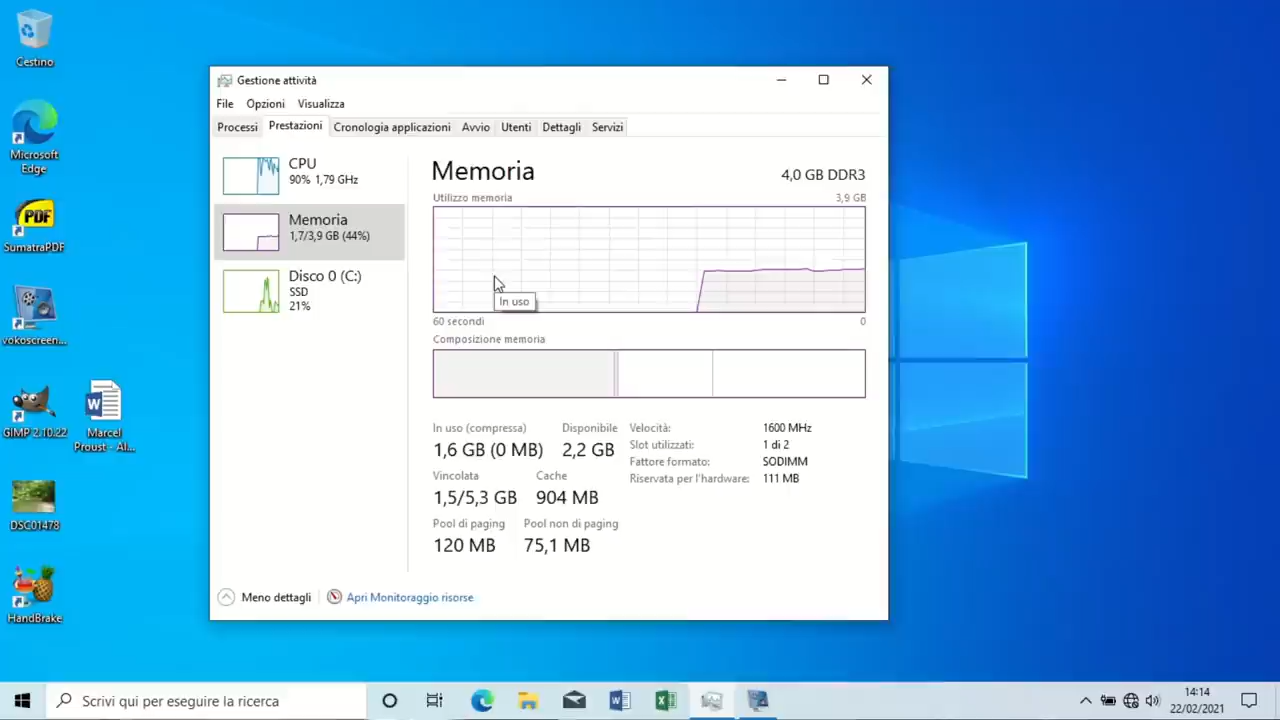 Cestino
Microsoft
Edge
PDF
SumatraPDF
vokoscreen...
GIMP 2.10.22
Marcel
Proust - Al...
DSC01478
HandBrake
Gestione attività
File Opzioni Visualizza
Processi Prestazioni Cronologia applicazioni Avvio Utenti Dettagli Servizi
CPU
90% 1,79 GHz
Memoria
1,7/3,9 GB (44%)
Disco 0 (C:)
SSD
21%
Memoria 4,0 GB DDR3
Utilizzo memoria 3,9 GB
In uso
60 secondi 0
Composizione memoria
In uso (compressa) Disponibile
1,6 GB (0 MB) 2,2 GB
Vincolata Cache
1,5/5,3 GB 904 MB
Pool di paging Pool non di paging
120 MB 75,1 MB
Velocità: 1600 MHz
Slot utilizzati: 1 di 2
Fattore formato: SODIMM
Riservata per l'hardware: 111 MB
Meno dettagli Apri Monitoraggio risorse
Scrivi qui per eseguire la ricerca
14:14
22/02/2021